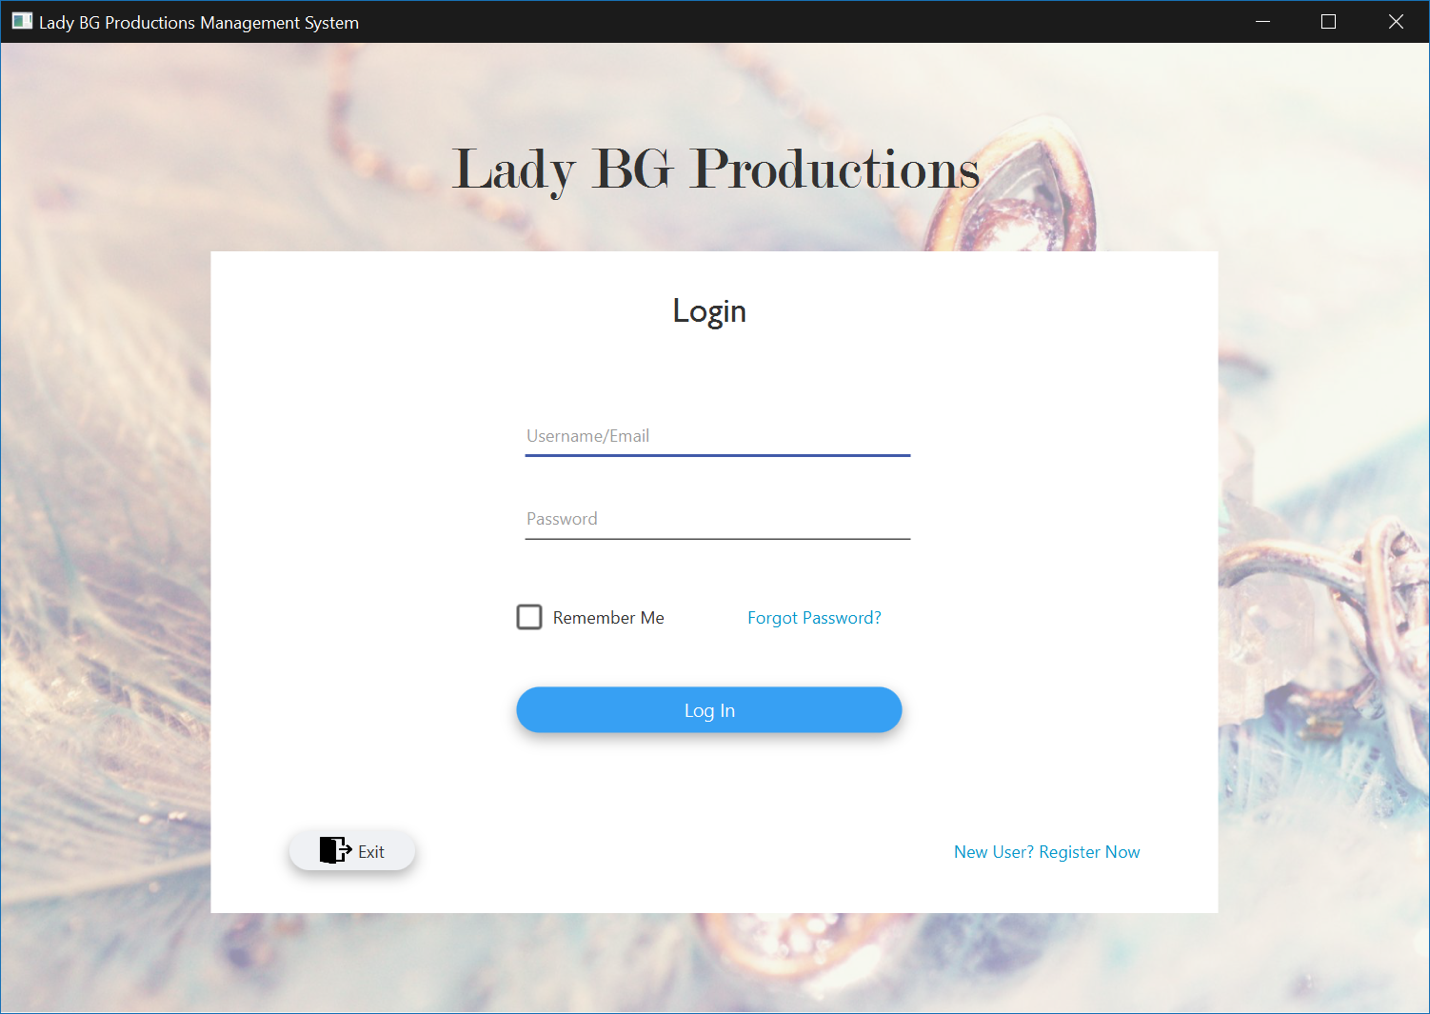 Lady BG Productions Management System
Lady BG Productions
Login
Username/Email
Password
Remember Me
Forgot Password?
Log In
Exit
New User? Register Now